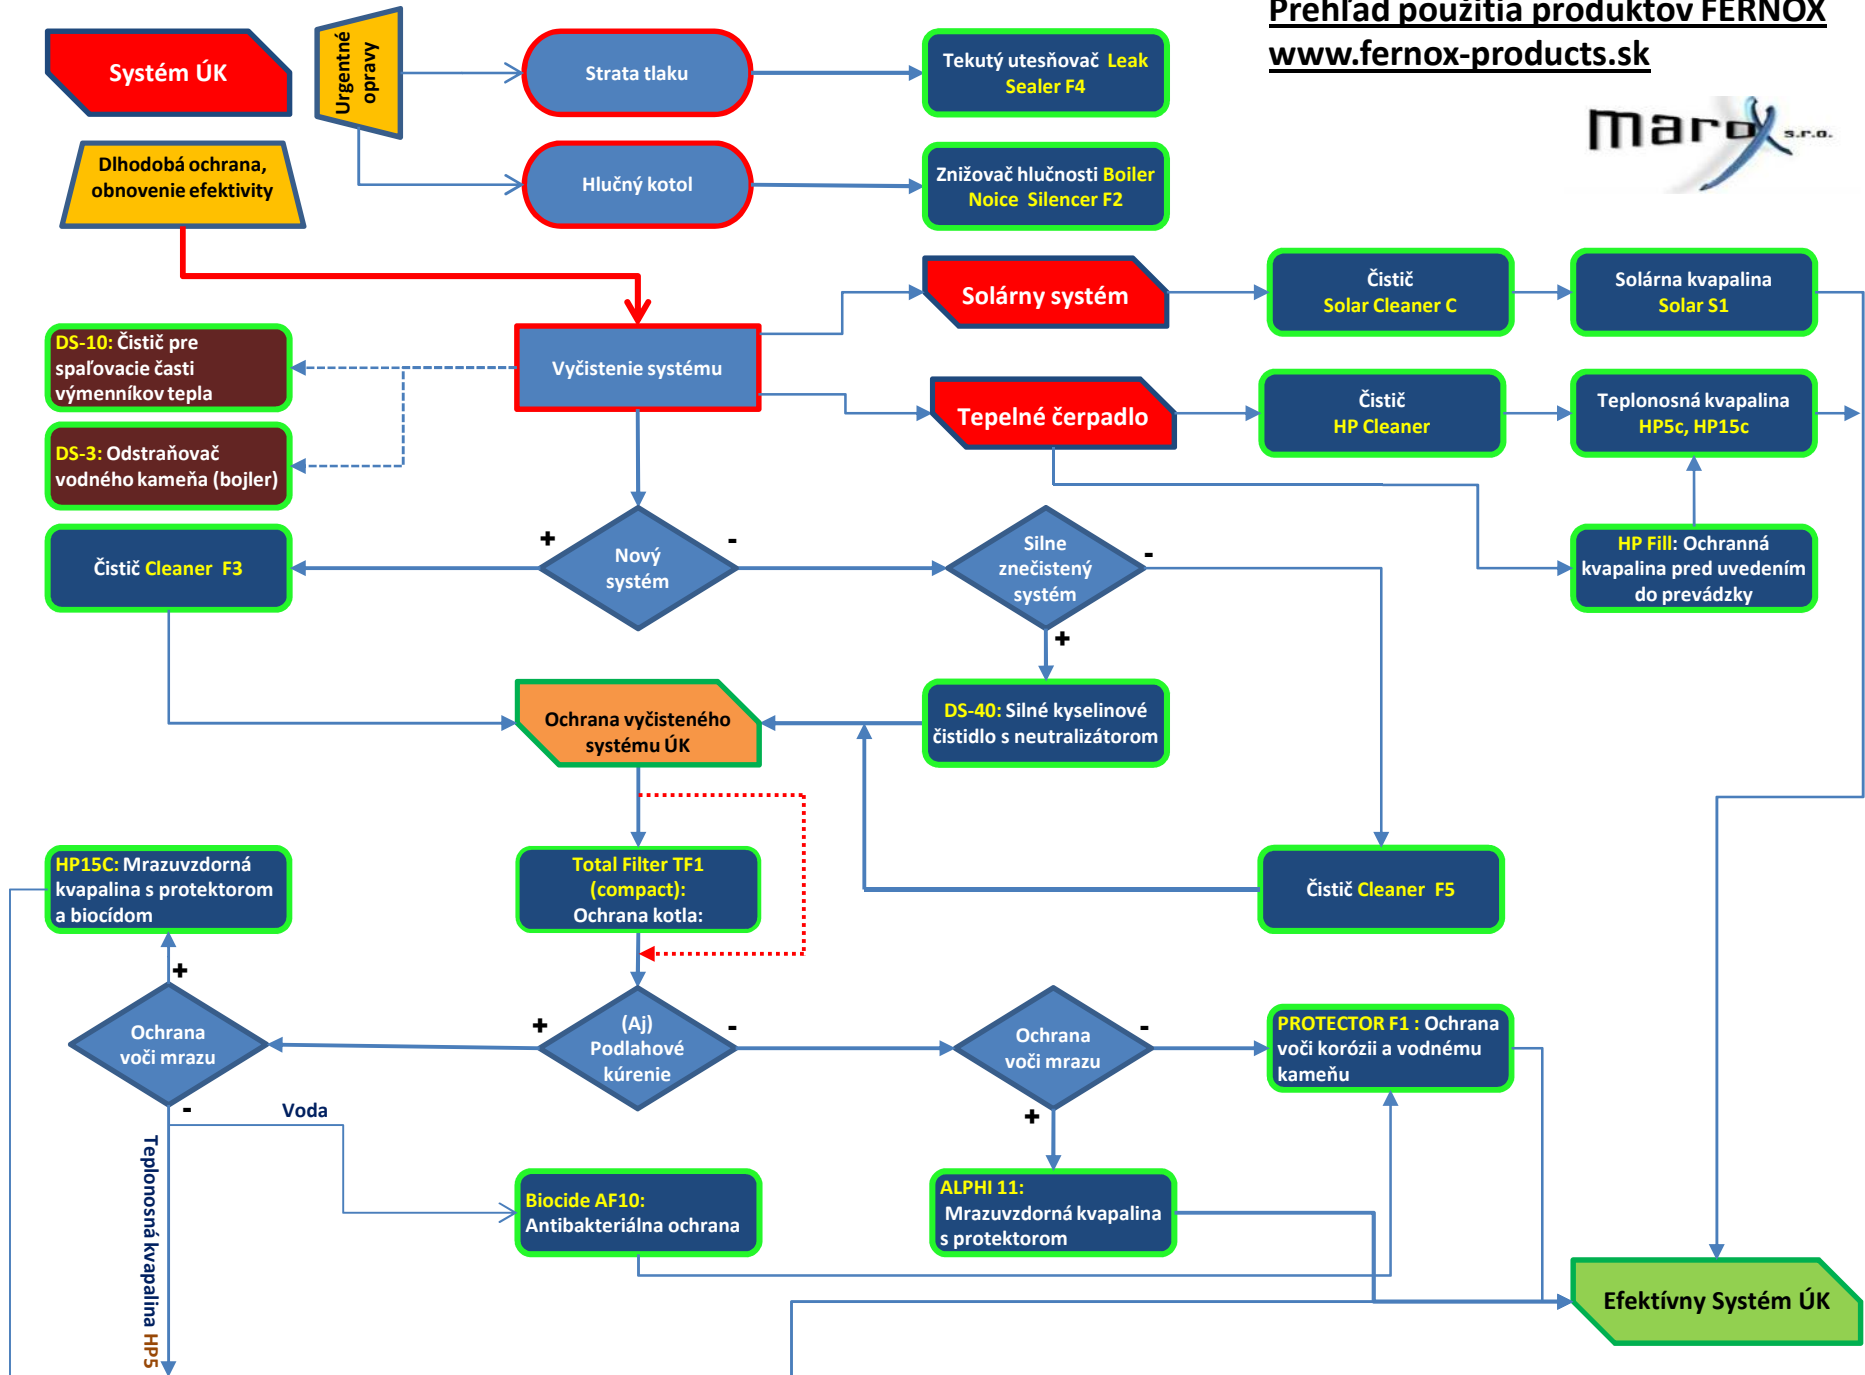 Prehľad použitia produktov FERNOX
www.fernox-products.sk
marox s.r.o.
Systém ÚK
Urgentné
opravy
Strata tlaku
Tekutý utesňovač Leak
Sealer F4
Dlhodobá ochrana,
obnovenie efektivity
Hlučný kotol
Znižovač hlučnosti Boiler
Noice Silencer F2
Solárny systém
Čistič
Solar Cleaner C
Solárna kvapalina
Solar S1
DS-10: Čistič pre
spaľovacie časti
výmenníkov tepla
Vyčistenie systému
Tepelné čerpadlo
Čistič
HP Cleaner
Teplonosná kvapalina
HP5c, HP15c
DS-3: Odstraňovač
vodného kameňa (bojler)
Čistič Cleaner F3
+
Nový
systém
-
Silne
znečistený
systém
-
+
HP Fill: Ochranná
kvapalina pred uvedením
do prevádzky
Ochrana vyčisteného
systému ÚK
DS-40: Silné kyselinové
čistidlo s neutralizátorom
HP15C: Mrazuvzdorná
kvapalina s protektorom
a biocídom
Total Filter TF1
(compact):
Ochrana kotla:
Čistič Cleaner F5
+
Ochrana
voči mrazu
-
+
(Aj)
Podlahové
kúrenie
-
Ochrana
voči mrazu
-
+
PROTECTOR F1 : Ochrana
voči korózii a vodnému
kameňu
Voda
Teplonosná kvapalina HP5
Biocide AF10:
Antibakteriálna ochrana
ALPHI 11:
Mrazuvzdorná kvapalina
s protektorom
Efektívny Systém ÚK